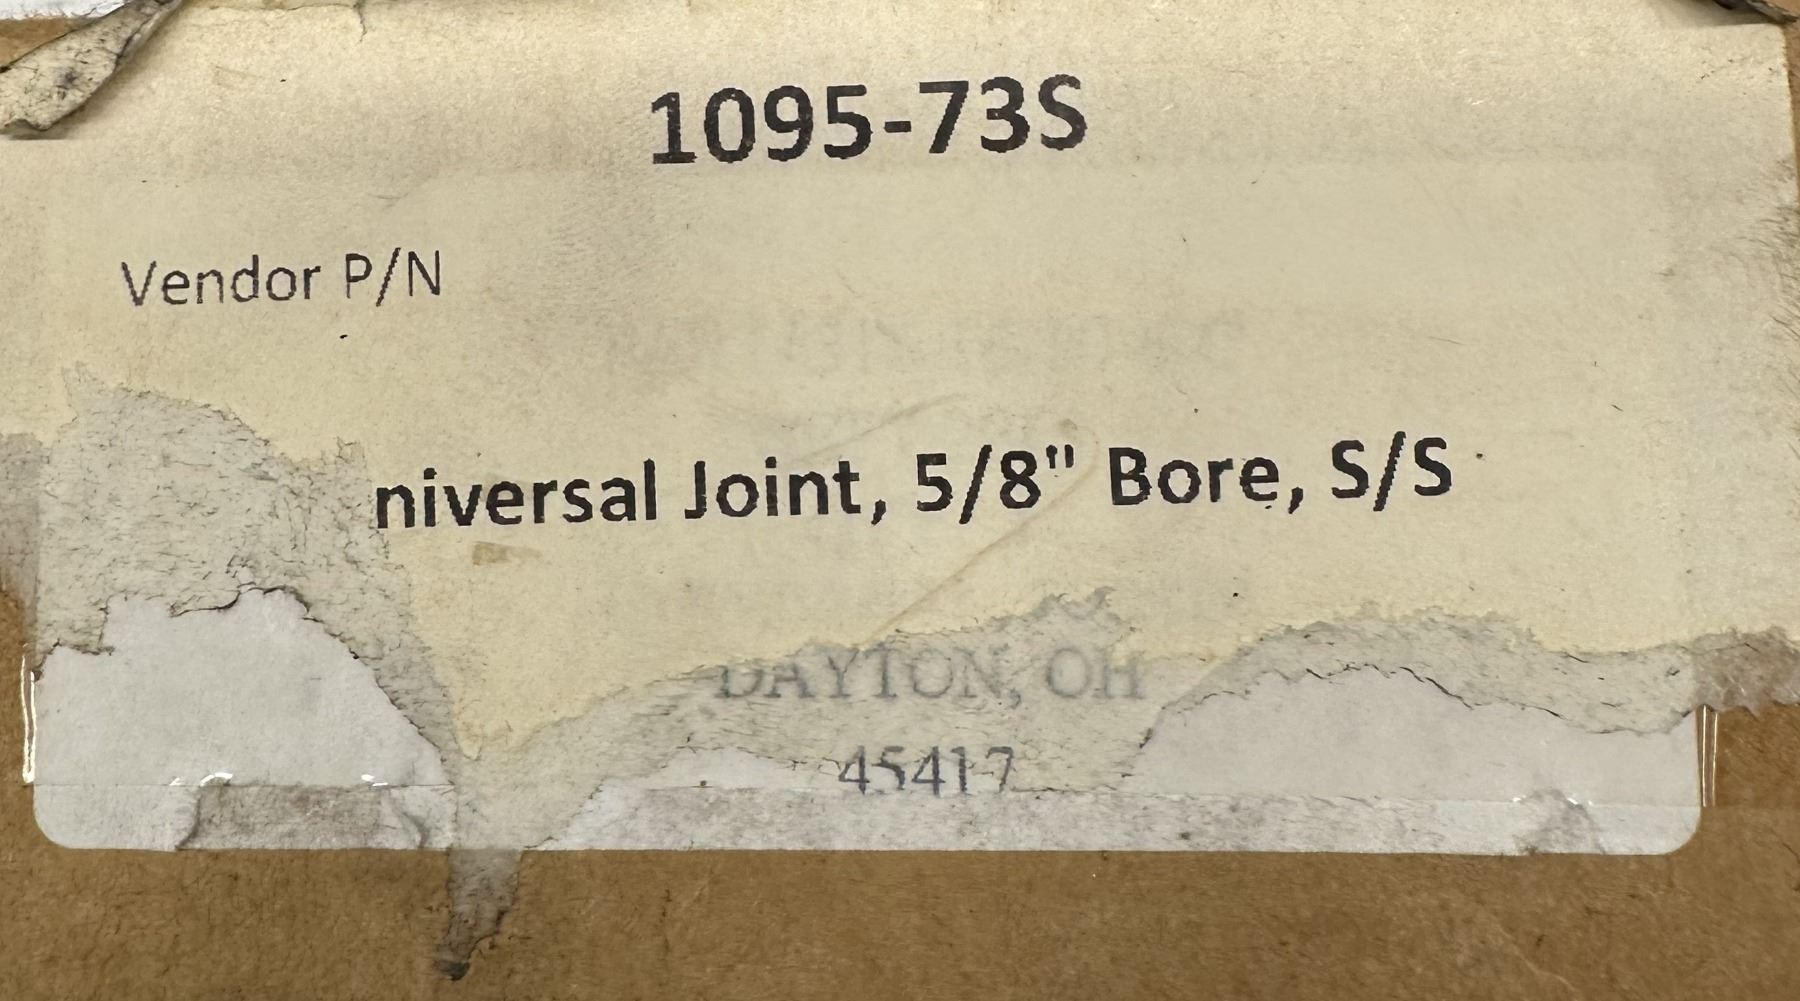 1095-73S
Vendor P/N
niversal Joint, 5/8" Bore, S/S
DAYTON, OH
45417